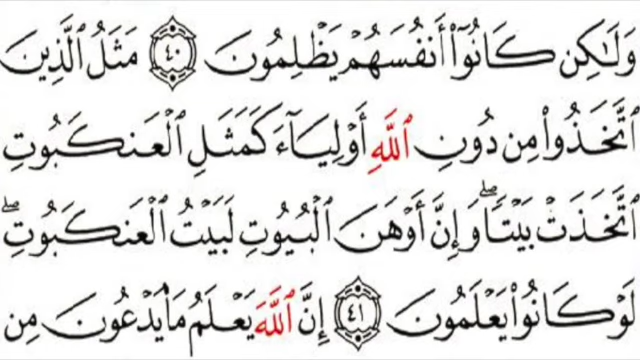 وَلَٰكِن كَانُوٓا۟ أَنفُسَهُمْ يَظْلِمُونَ ۝٤٠ مَثَلُ ٱلَّذِينَ
ٱتَّخَذُوا۟ مِن دُونِ ٱللَّهِ أَوْلِيَآءَ كَمَثَلِ ٱلْعَنكَبُوتِ
ٱتَّخَذَتْ بَيْتًا ۖ وَإِنَّ أَوْهَنَ ٱلْبُيُوتِ لَبَيْتُ ٱلْعَنكَبُوتِ ۖ
لَوْ كَانُوا۟ يَعْلَمُونَ ۝٤١ إِنَّ ٱللَّهَ يَعْلَمُ مَا يَدْعُونَ مِن